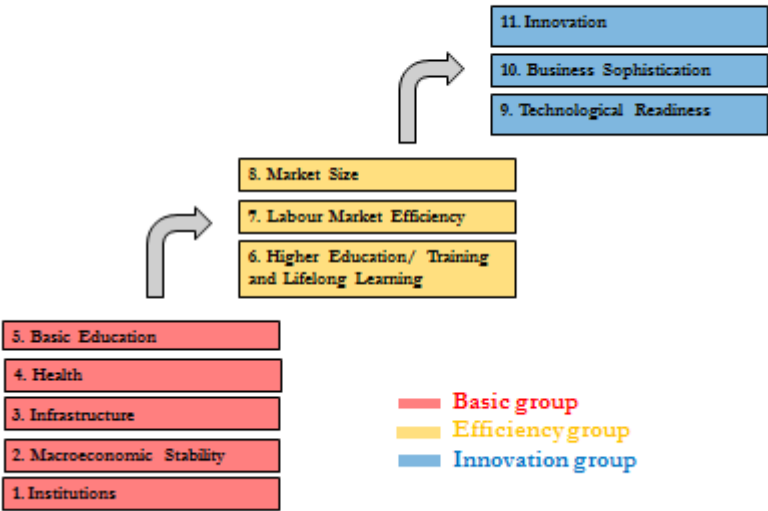 11. Innovation
10. Business Sophistication
9. Technological Readiness
8. Market Size
7. Labour Market Efficiency
6. Higher Education/ Training
and Lifelong Learning
5. Basic Education
4. Health
3. Infrastructure
2. Macroeconomic Stability
1. Institutions
Basic group
Efficiency group
Innovation group